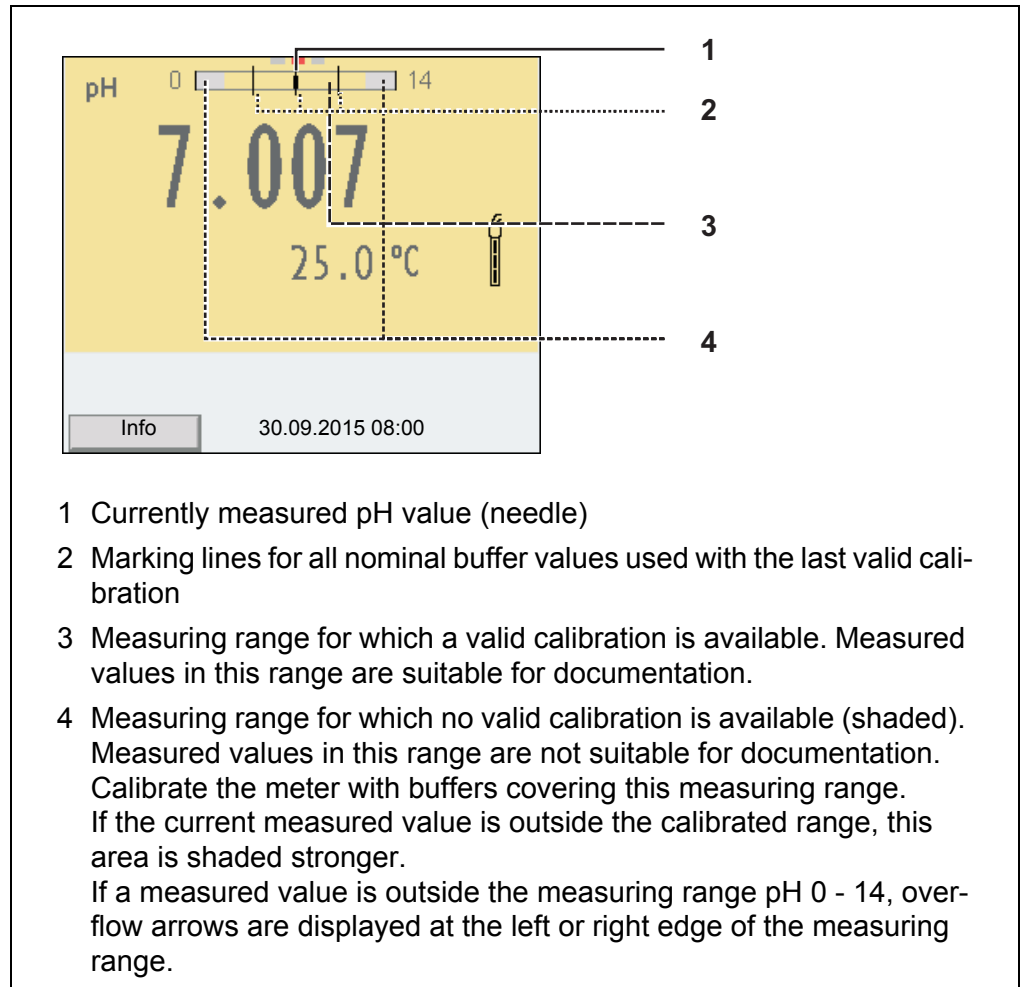 1
pH 0 14
2
7.007
3
25.0 °C
4
Info 30.09.2015 08:00
1 Currently measured pH value (needle)
2 Marking lines for all nominal buffer values used with the last valid cali-
bration
3 Measuring range for which a valid calibration is available. Measured
values in this range are suitable for documentation.
4 Measuring range for which no valid calibration is available (shaded).
Measured values in this range are not suitable for documentation.
Calibrate the meter with buffers covering this measuring range.
If the current measured value is outside the calibrated range, this
area is shaded stronger.
If a measured value is outside the measuring range pH 0 - 14, over-
flow arrows are displayed at the left or right edge of the measuring
range.